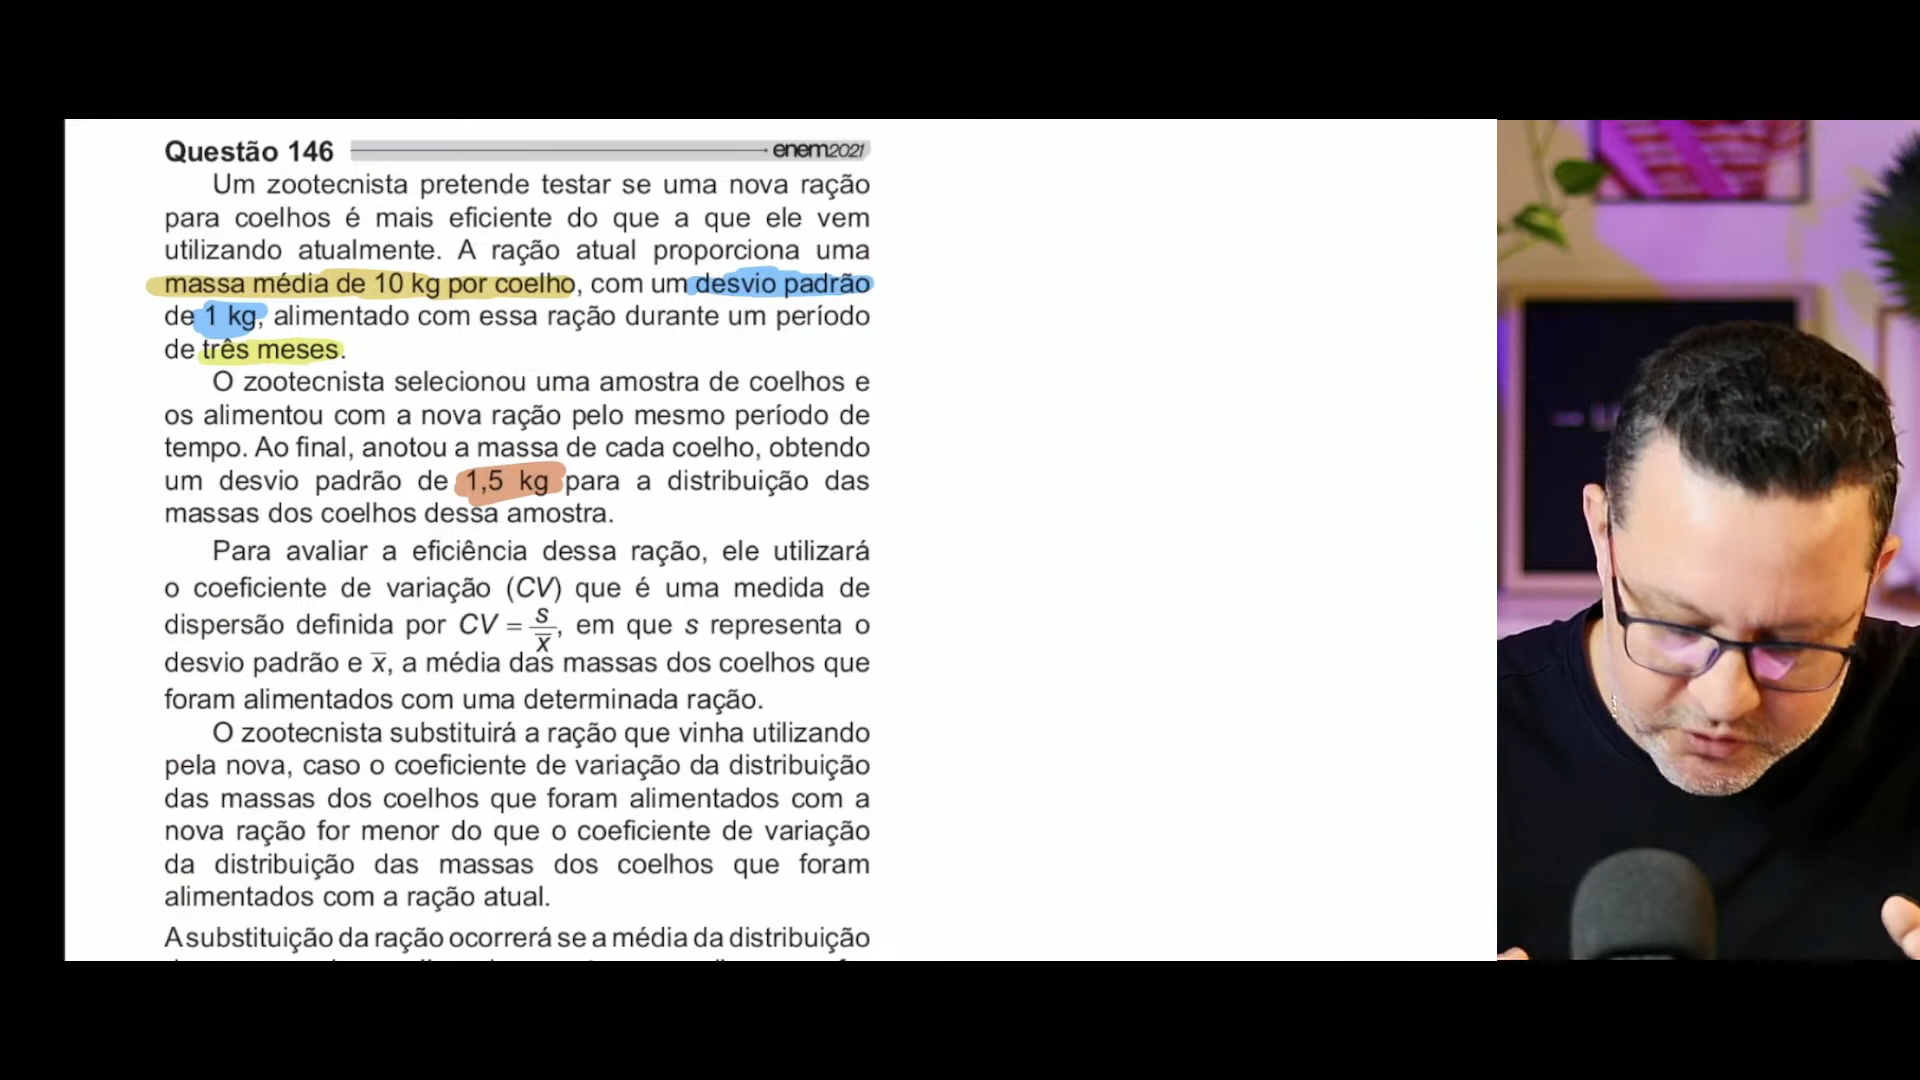 Questão 146 enem2021
Um zootecnista pretende testar se uma nova ração
para coelhos é mais eficiente do que a que ele vem
utilizando atualmente. A ração atual proporciona uma
massa média de 10 kg por coelho, com um desvio padrão
de 1 kg, alimentado com essa ração durante um período
de três meses.
O zootecnista selecionou uma amostra de coelhos e
os alimentou com a nova ração pelo mesmo período de
tempo. Ao final, anotou a massa de cada coelho, obtendo
um desvio padrão de 1,5 kg para a distribuição das
massas dos coelhos dessa amostra.
Para avaliar a eficiência dessa ração, ele utilizará
o coeficiente de variação (CV) que é uma medida de
dispersão definida por CV = s/x̅, em que s representa o
desvio padrão e x̅, a média das massas dos coelhos que
foram alimentados com uma determinada ração.
O zootecnista substituirá a ração que vinha utilizando
pela nova, caso o coeficiente de variação da distribuição
das massas dos coelhos que foram alimentados com a
nova ração for menor do que o coeficiente de variação
da distribuição das massas dos coelhos que foram
alimentados com a ração atual.
A substituição da ração ocorrerá se a média da distribuição